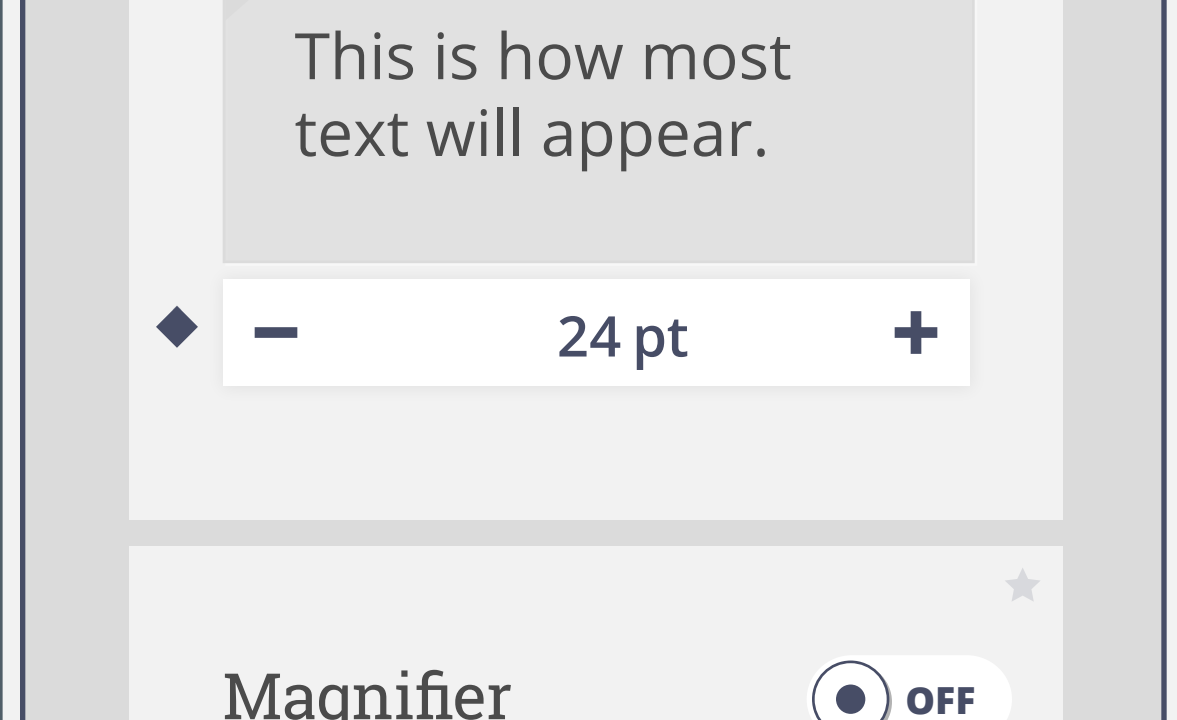 This is how most
text will appear.
24 pt
Magnifier
OFF